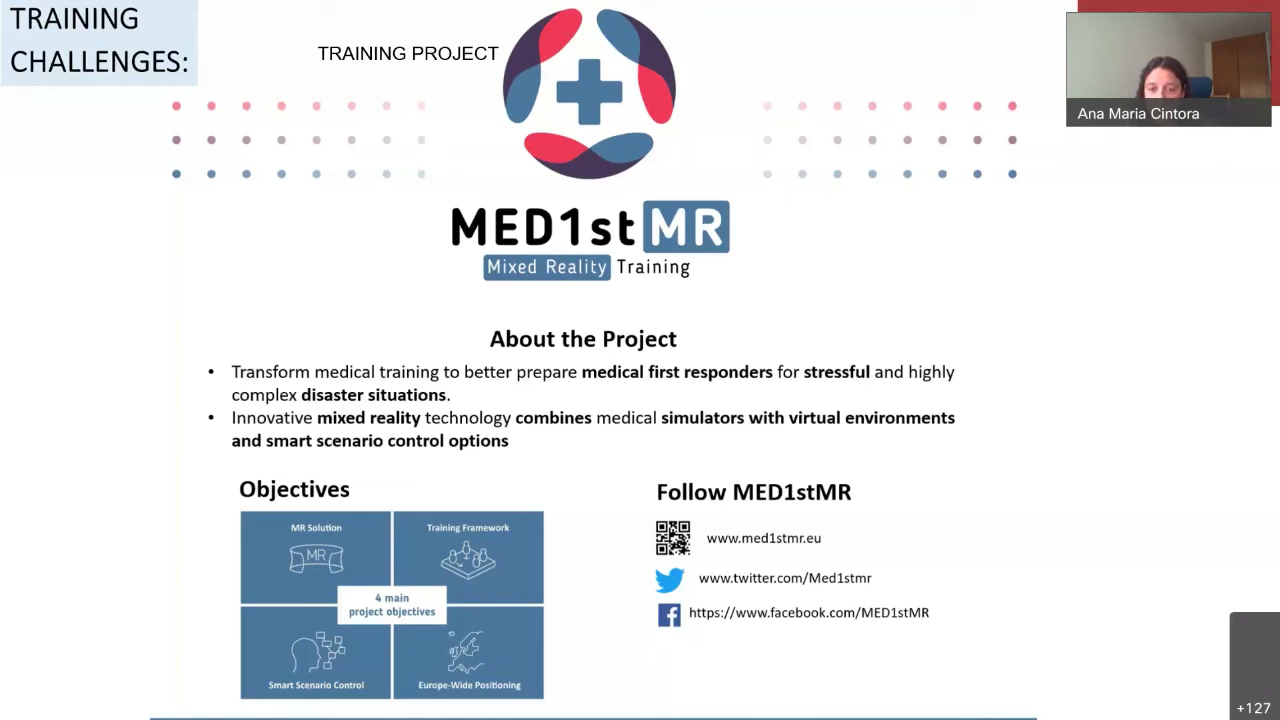 TRAINING
CHALLENGES:
TRAINING PROJECT
Ana Maria Cintora
MED1stMR
Mixed Reality Training
About the Project
• Transform medical training to better prepare medical first responders for stressful and highly
complex disaster situations.
• Innovative mixed reality technology combines medical simulators with virtual environments
and smart scenario control options
Objectives
MR Solution
Training Framework
MR
4 main
project objectives
Smart Scenario Control
Europe-Wide Positioning
Follow MED1stMR
www.med1stmr.eu
www.twitter.com/Med1stmr
https://www.facebook.com/MED1stMR
+127